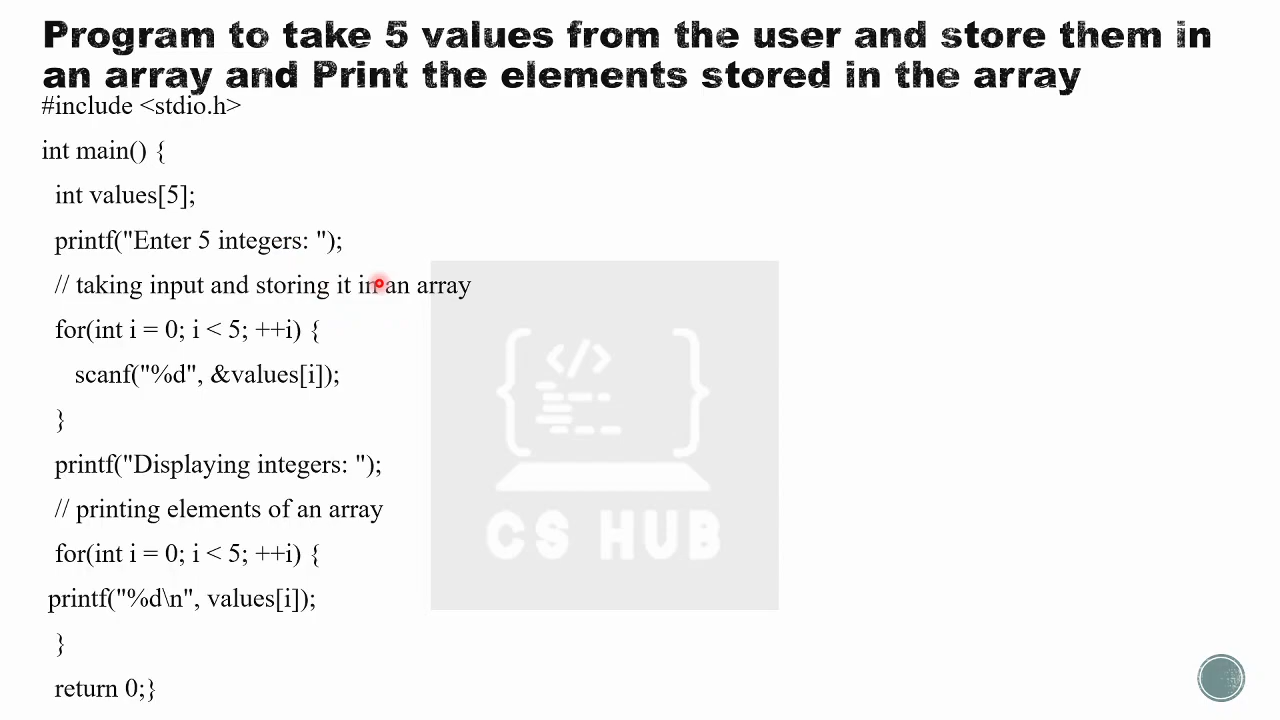 Program to take 5 values from the user and store them in
an array and Print the elements stored in the array
#include <stdio.h>
int main() {
int values[5];
printf("Enter 5 integers: ");
// taking input and storing it in an array
for(int i = 0; i < 5; ++i) {
scanf("%d", &values[i]);
}
printf("Displaying integers: ");
// printing elements of an array
for(int i = 0; i < 5; ++i) {
printf("%d\n", values[i]);
}
return 0;}
</>
CS HUB